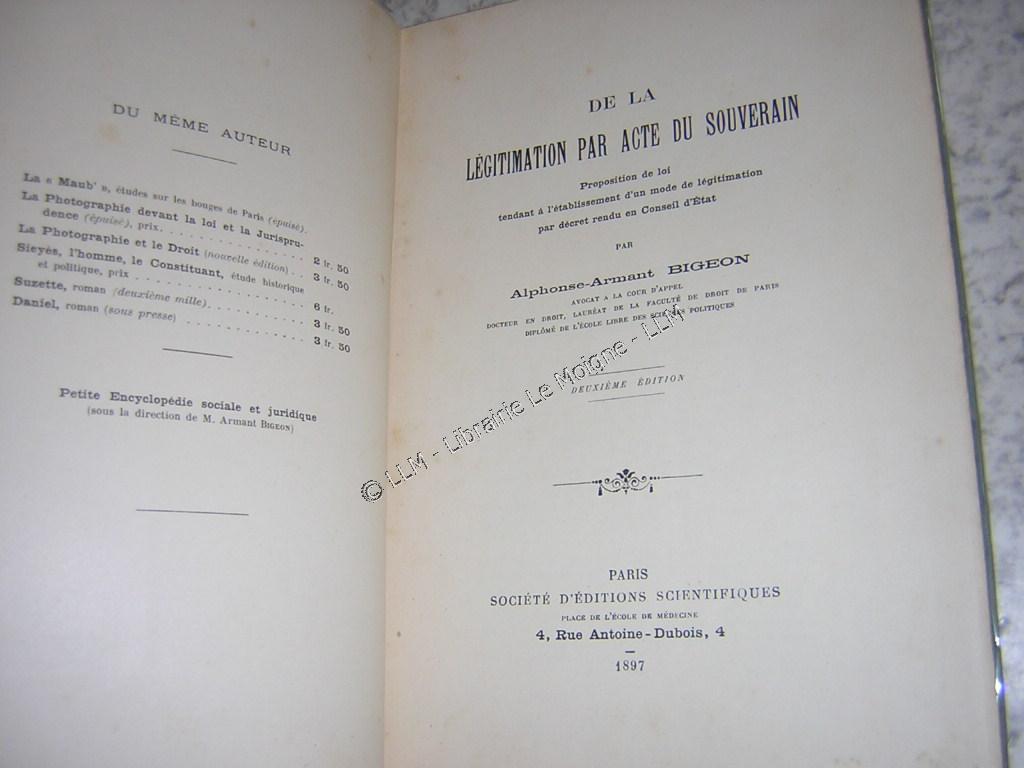 DU MÊME AUTEUR
La « Maub' », études sur les bouges de Paris (épuisé).
La Photographie devant la loi et la Jurispru-
dence (épuisé), prix. . . . . . . . . . . . . . . . 2 fr. 50
La Photographie et le Droit (nouvelle édition) . . 3 fr. 50
Sieyès, l'homme, le Constituant, étude historique
et politique, prix . . . . . . . . . . . . . . . . . 6 fr.
Suzette, roman (deuxième mille). . . . . . . . . . 3 fr. 50
Daniel, roman (sous presse) . . . . . . . . . . . . 3 fr. 50
Petite Encyclopédie sociale et juridique
(sous la direction de M. Armant BIGEON)
DE LA
LÉGITIMATION PAR ACTE DU SOUVERAIN
Proposition de loi
tendant à l'établissement d'un mode de légitimation
par décret rendu en Conseil d'État
PAR
Alphonse-Armant BIGEON
AVOCAT A LA COUR D'APPEL
DOCTEUR EN DROIT, LAURÉAT DE LA FACULTÉ DE DROIT DE PARIS
DIPLÔMÉ DE L'ÉCOLE LIBRE DES SCIENCES POLITIQUES
DEUXIÈME ÉDITION
© LLM - Librairie Le Moigne - LLM
PARIS
SOCIÉTÉ D'ÉDITIONS SCIENTIFIQUES
PLACE DE L'ÉCOLE DE MÉDECINE
4, Rue Antoine-Dubois, 4
1897